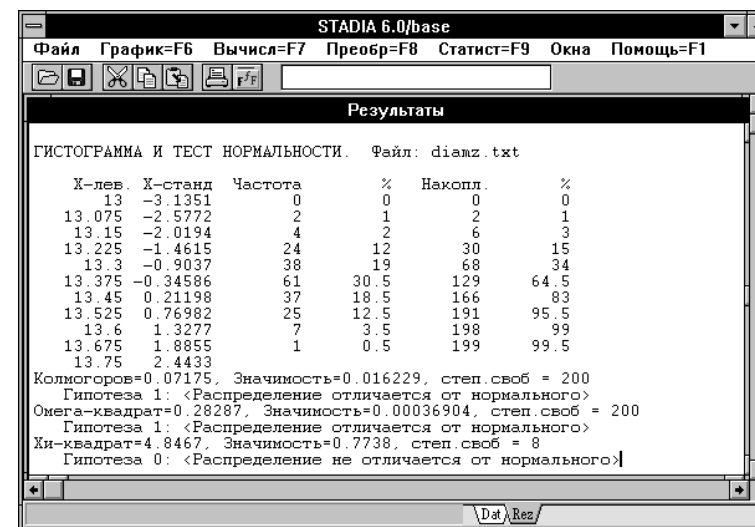 STADIA 6.0/base
Файл График=F6 Вычисл=F7 Преобр=F8 Статист=F9 Окна Помощь=F1
Результаты
ГИСТОГРАММА И ТЕСТ НОРМАЛЬНОСТИ. Файл: diamz.txt
X-лев. X-станд Частота % Накопл. %
13 -3.1351 0 0 0 0
13.075 -2.5772 2 1 2 1
13.15 -2.0194 4 2 6 3
13.225 -1.4615 24 12 30 15
13.3 -0.9037 38 19 68 34
13.375 -0.34586 61 30.5 129 64.5
13.45 0.21198 37 18.5 166 83
13.525 0.76982 25 12.5 191 95.5
13.6 1.3277 7 3.5 198 99
13.675 1.8855 1 0.5 199 99.5
13.75 2.4433
Колмогоров=0.07175, Значимость=0.016229, степ.своб = 200
Гипотеза 1: <Распределение отличается от нормального>
Омега-квадрат=0.28287, Значимость=0.00036904, степ.своб = 200
Гипотеза 1: <Распределение отличается от нормального>
Хи-квадрат=4.8467, Значимость=0.7738, степ.своб = 8
Гипотеза 0: <Распределение не отличается от нормального>
Dat Rez